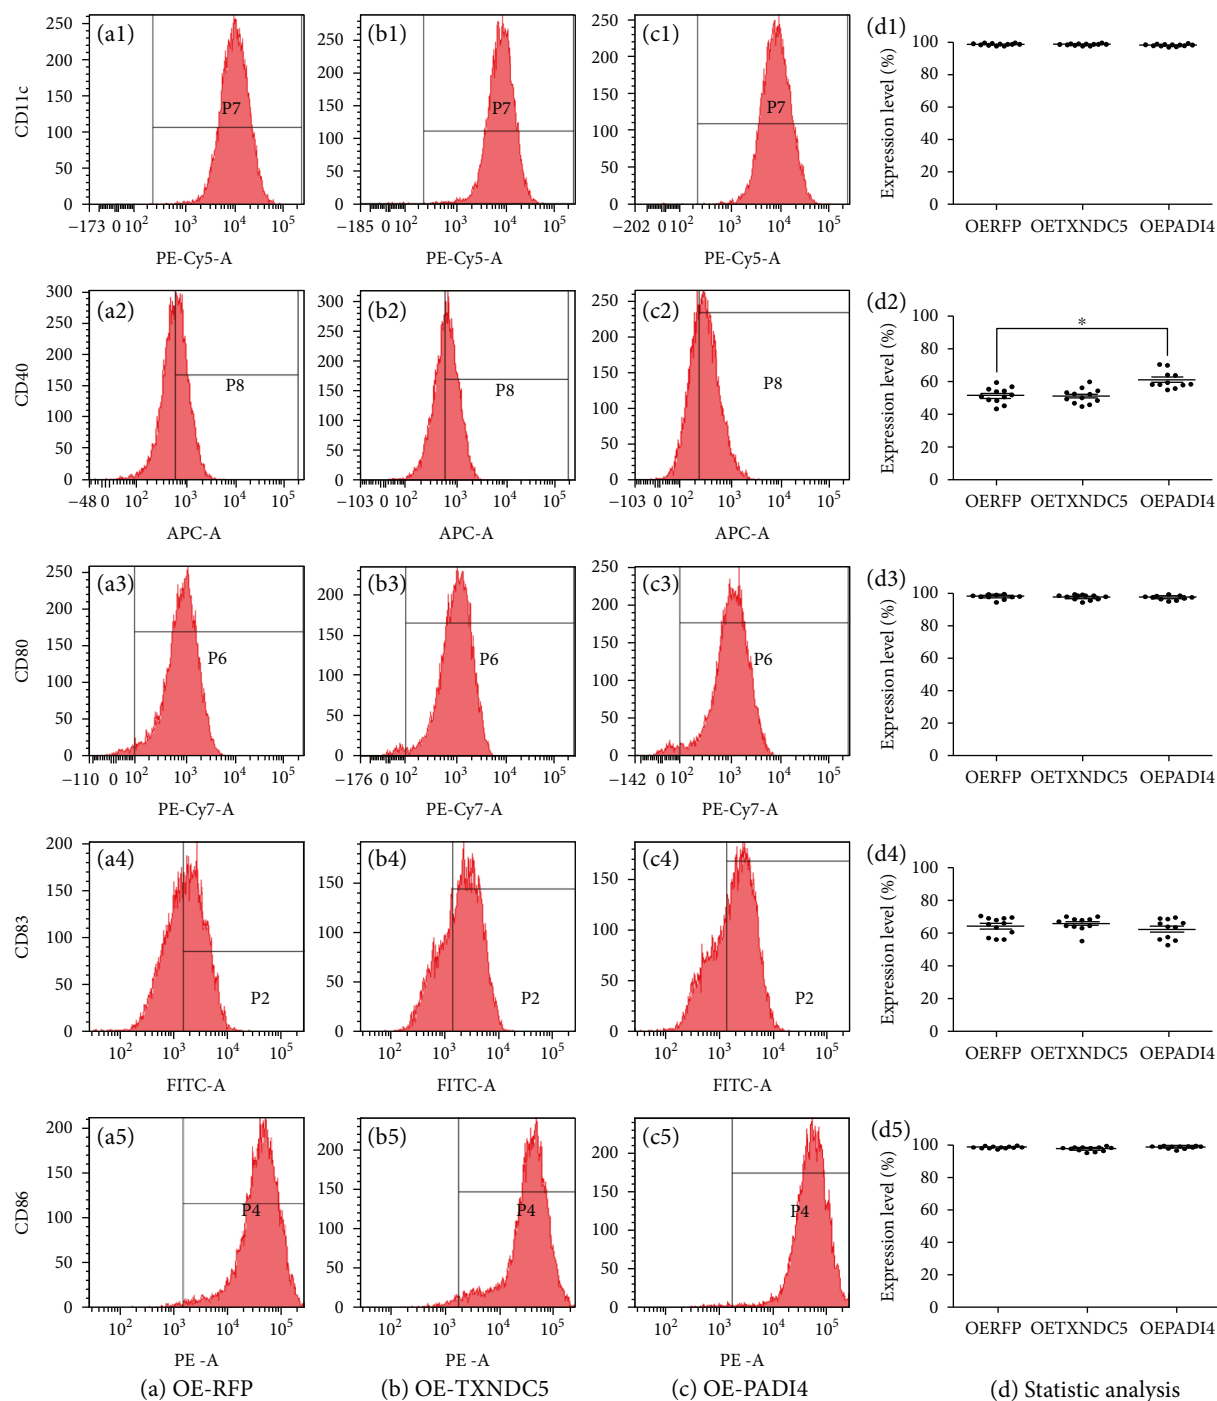 CD11c
(a1)
250
200
150
100
50
0
P7
−173 0 10² 10³ 10⁴ 10⁵
PE-Cy5-A
(b1)
250
200
150
100
50
0
P7
−185 0 10² 10³ 10⁴ 10⁵
PE-Cy5-A
(c1)
250
200
150
100
50
0
P7
−202 0 10² 10³ 10⁴ 10⁵
PE-Cy5-A
(d1)
Expression level (%)
100
80
60
40
20
0
OERFP OETXNDC5 OEPADI4
CD40
(a2)
300
250
200
150
100
50
0
P8
−48 0 10² 10³ 10⁴ 10⁵
APC-A
(b2)
300
250
200
150
100
50
0
P8
−103 0 10² 10³ 10⁴ 10⁵
APC-A
(c2)
250
200
150
100
50
0
P8
−103 0 10² 10³ 10⁴ 10⁵
APC-A
(d2)
Expression level (%)
100
80
60
40
20
0
*
OERFP OETXNDC5 OEPADI4
CD80
(a3)
250
200
150
100
50
0
P6
−110 0 10² 10³ 10⁴ 10⁵
PE-Cy7-A
(b3)
200
150
100
50
0
P6
−176 0 10² 10³ 10⁴ 10⁵
PE-Cy7-A
(c3)
250
200
150
100
50
0
P6
−142 0 10² 10³ 10⁴ 10⁵
PE-Cy7-A
(d3)
Expression level (%)
100
80
60
40
20
0
OERFP OETXNDC5 OEPADI4
CD83
(a4)
200
150
100
50
0
P2
10² 10³ 10⁴ 10⁵
FITC-A
(b4)
150
100
50
0
P2
10² 10³ 10⁴ 10⁵
FITC-A
(c4)
150
100
50
0
P2
10² 10³ 10⁴ 10⁵
FITC-A
(d4)
Expression level (%)
100
80
60
40
20
0
OERFP OETXNDC5 OEPADI4
CD86
(a5)
200
150
100
50
0
P4
10² 10³ 10⁴ 10⁵
PE -A
(b5)
200
150
100
50
0
P4
10² 10³ 10⁴ 10⁵
PE -A
(c5)
200
150
100
50
0
P4
10² 10³ 10⁴ 10⁵
PE -A
(d5)
Expression level (%)
100
80
60
40
20
0
OERFP OETXNDC5 OEPADI4
(a) OE-RFP
(b) OE-TXNDC5
(c) OE-PADI4
(d) Statistic analysis